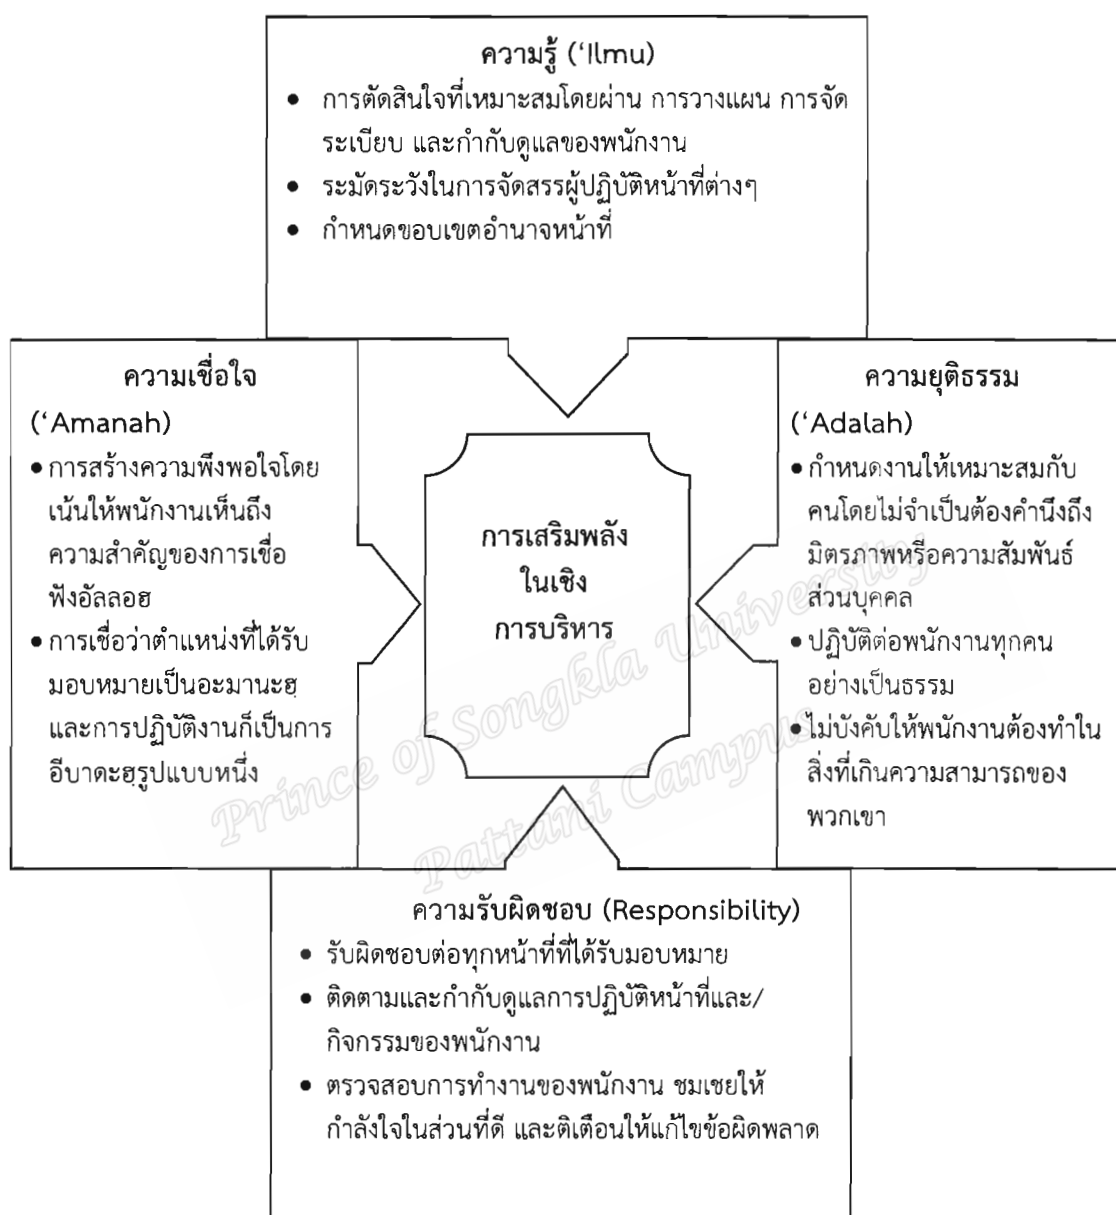 ความรู้ (‘Ilmu)
• การตัดสินใจที่เหมาะสมโดยผ่าน การวางแผน การจัด
ระเบียบ และกำกับดูแลของพนักงาน
• ระมัดระวังในการจัดสรรผู้ปฏิบัติหน้าที่ต่างๆ
• กำหนดขอบเขตอำนาจหน้าที่
ความเชื่อใจ
(‘Amanah)
• การสร้างความพึงพอใจโดย
เน้นให้พนักงานเห็นถึง
ความสำคัญของการเชื่อ
ฟังอัลลอฮ
• การเชื่อว่าตำแหน่งที่ได้รับ
มอบหมายเป็นอะมานะฮฺ
และการปฏิบัติงานก็เป็นการ
อีบาดะฮฺรูปแบบหนึ่ง
การเสริมพลัง
ในเชิง
การบริหาร
ความยุติธรรม
(‘Adalah)
• กำหนดงานให้เหมาะสมกับ
คนโดยไม่จำเป็นต้องคำนึงถึง
มิตรภาพหรือความสัมพันธ์
ส่วนบุคคล
• ปฏิบัติต่อพนักงานทุกคน
อย่างเป็นธรรม
• ไม่บังคับให้พนักงานต้องทำใน
สิ่งที่เกินความสามารถของ
พวกเขา
ความรับผิดชอบ (Responsibility)
• รับผิดชอบต่อทุกหน้าที่ที่ได้รับมอบหมาย
• ติดตามและกำกับดูแลการปฏิบัติหน้าที่และ/
กิจกรรมของพนักงาน
• ตรวจสอบการทำงานของพนักงาน ชมเชยให้
กำลังใจในส่วนที่ดี และติเตือนให้แก้ไขข้อผิดพลาด
Prince of Songkla University
Pattani Campus